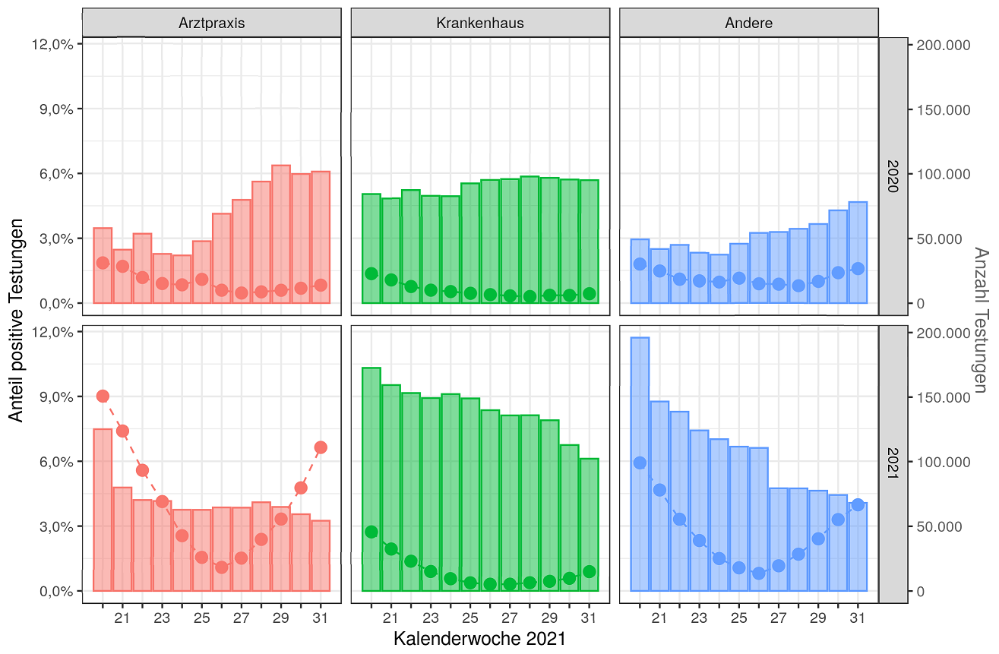 Arztpraxis Krankenhaus Andere
12,0% 200.000
9,0% 150.000
6,0% 100.000
3,0% 50.000
0,0% 0
2020
Anteil positive Testungen
Anzahl Testungen
12,0% 200.000
9,0% 150.000
6,0% 100.000
3,0% 50.000
0,0% 0
2021
21 23 25 27 29 31 21 23 25 27 29 31 21 23 25 27 29 31
Kalenderwoche 2021